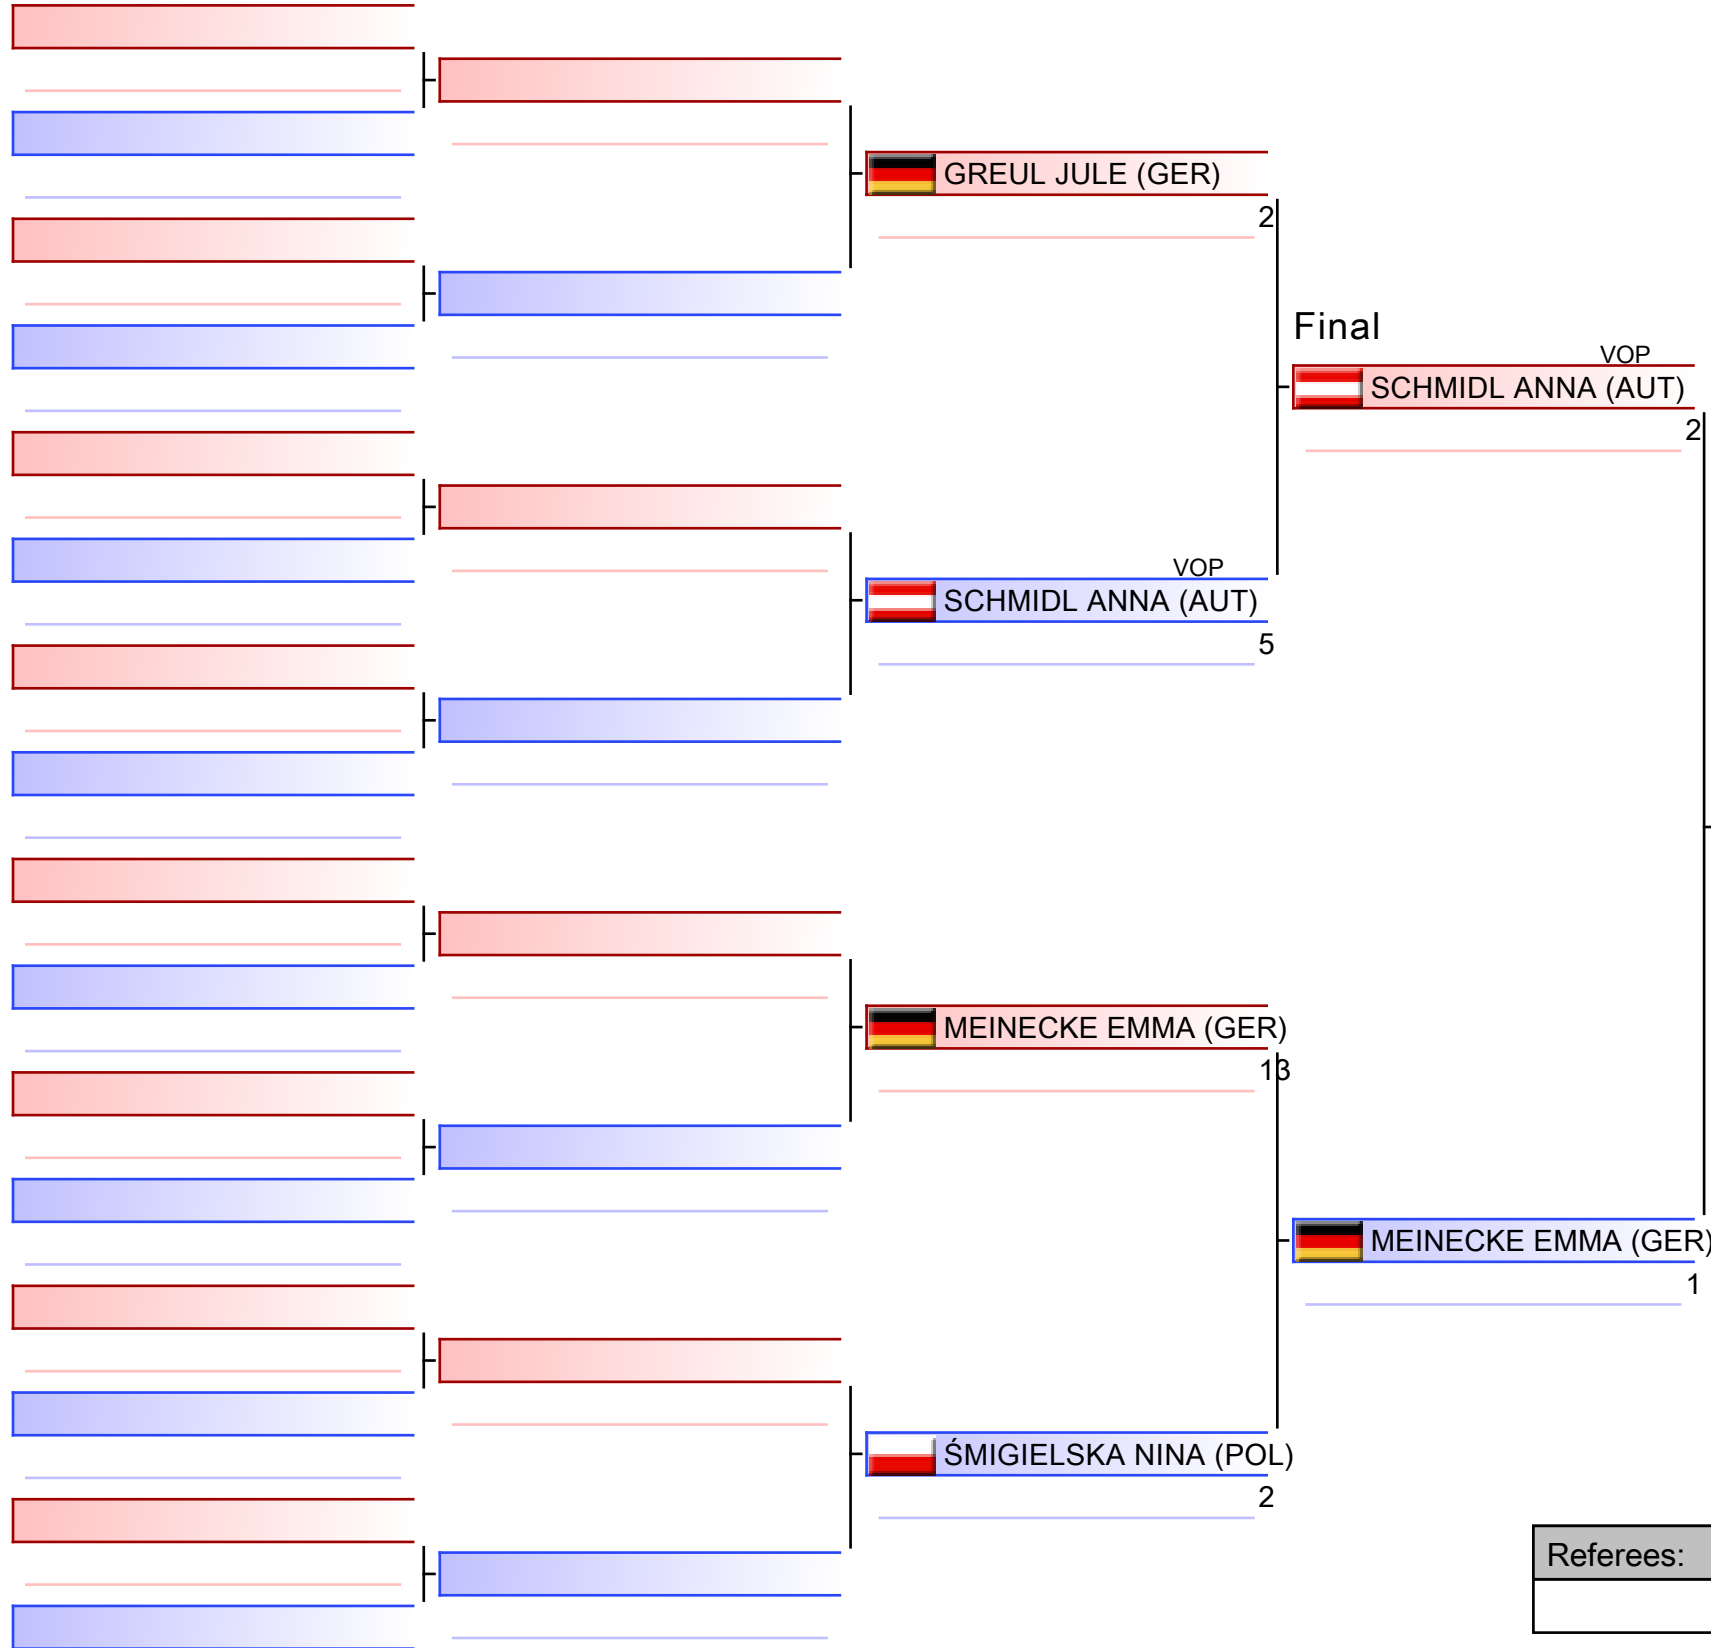 GREUL JULE (GER)
2
Final
VOP
SCHMIDL ANNA (AUT)
2
VOP
SCHMIDL ANNA (AUT)
5
MEINECKE EMMA (GER)
13
MEINECKE EMMA (GER)
1
ŚMIGIELSKA NINA (POL)
2
Referees: